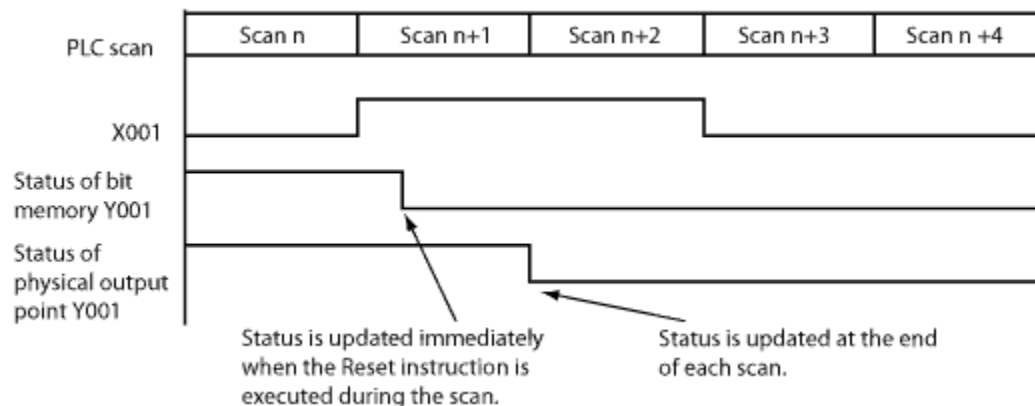 PLC scan
Scan n
Scan n+1
Scan n+2
Scan n+3
Scan n +4
X001
Status of bit
memory Y001
Status of
physical output
point Y001
Status is updated immediately
when the Reset instruction is
executed during the scan.
Status is updated at the end
of each scan.